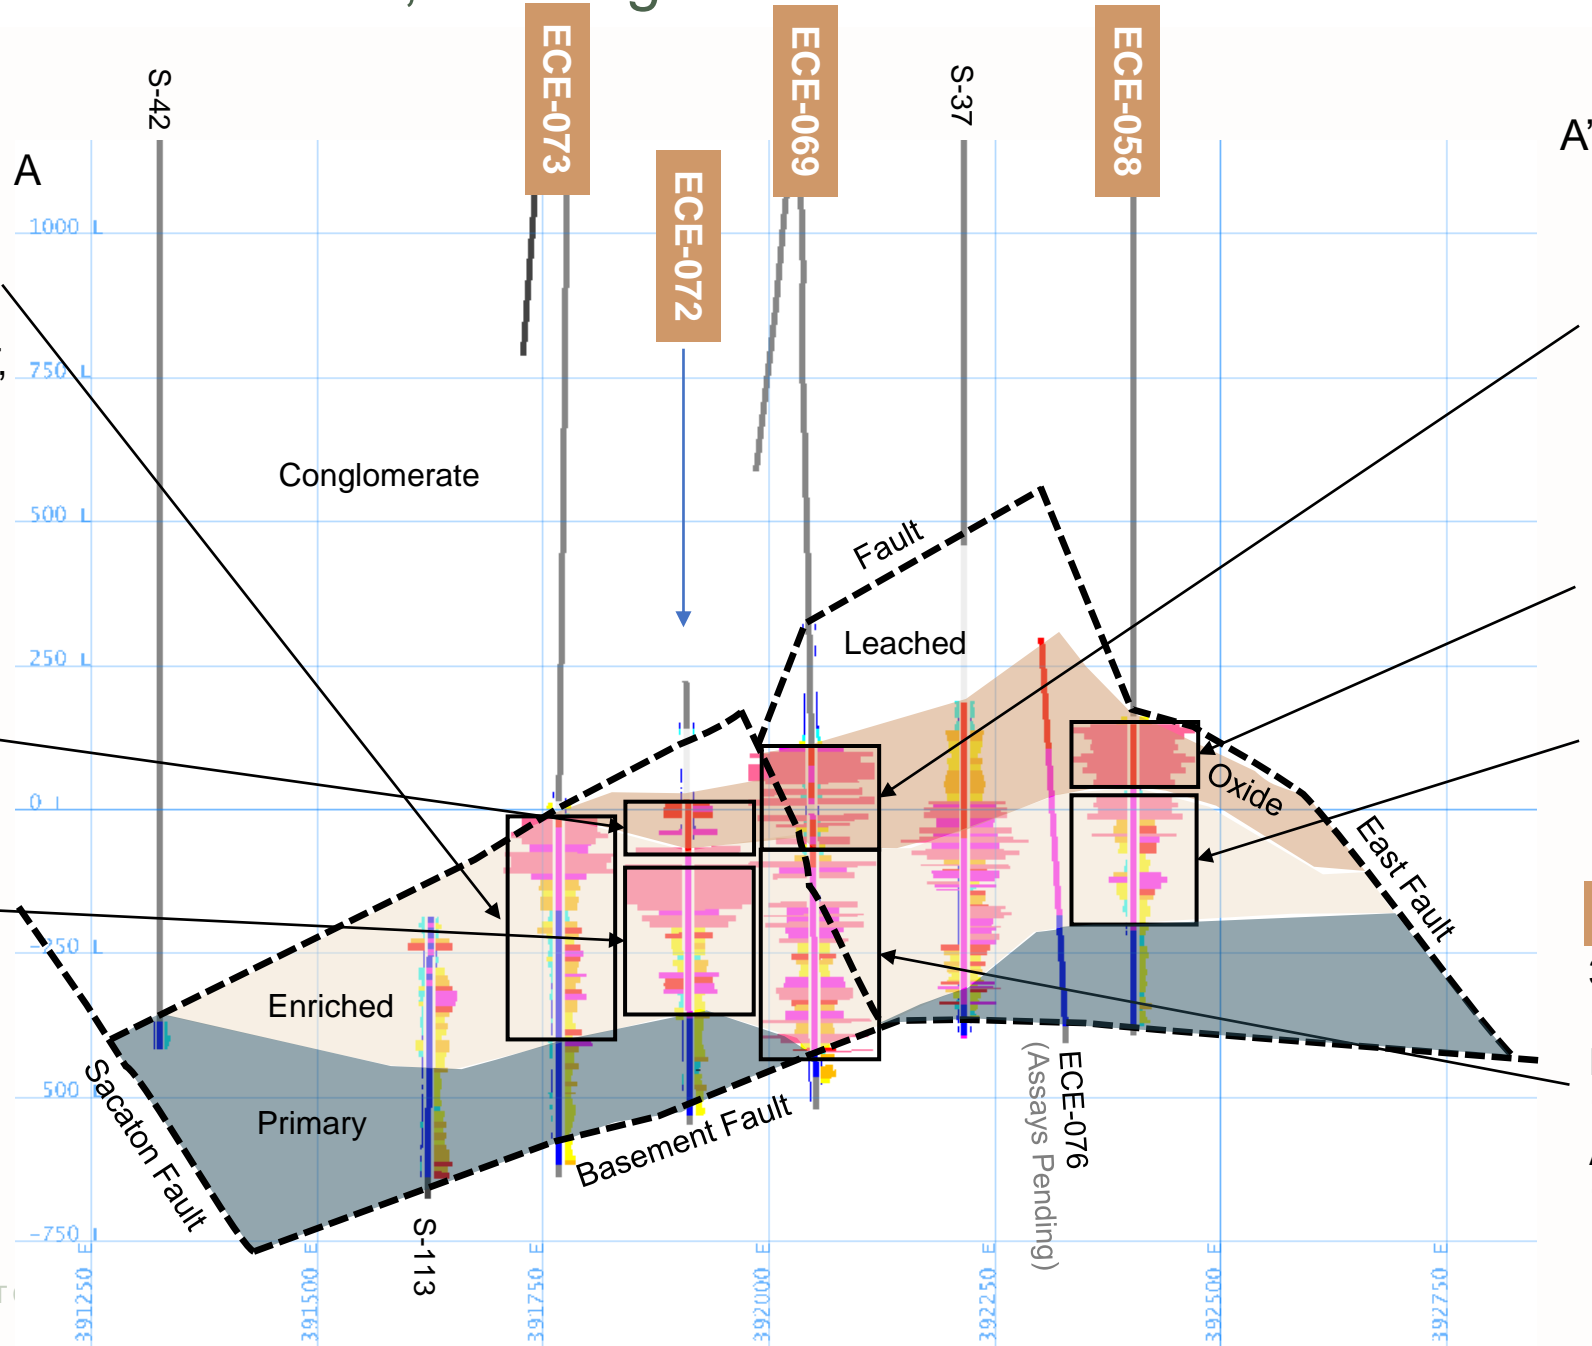 ECE-073
ECE-069
ECE-058
S-42
S-37
A
A’
ECE-072
1000 L
750 L
Conglomerate
500 L
Fault
Leached
250 L
0 L
Oxide
East Fault
-250 L
Enriched
Sacaton Fault
Primary
500 L
Basement Fault
ECE-076
(Assays Pending)
-750 L
S-113
391250 E
391500 E
391750 E
392000 E
392250 E
392500 E
392750 E